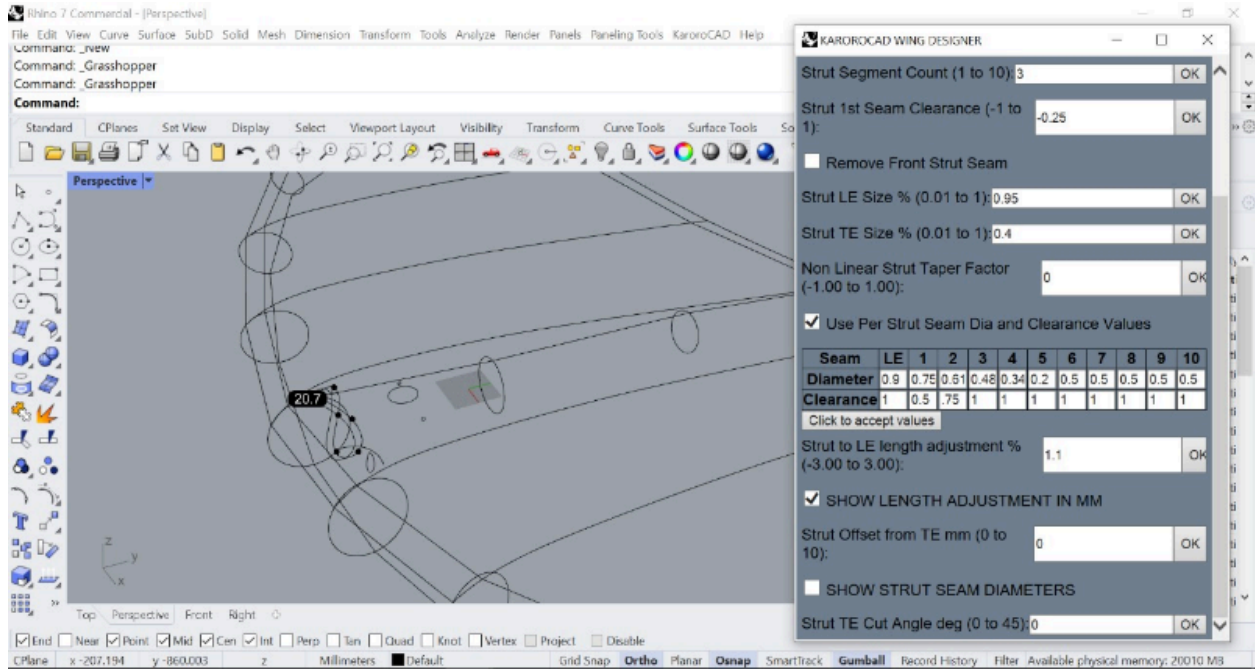 Rhino 7 Commercial - [Perspective]
File Edit View Curve Surface SubD Solid Mesh Dimension Transform Tools Analyze Render Panels Paneling Tools KaroroCAD Help
Command: _Grasshopper
Command: _Grasshopper
Command:
Standard CPlanes Set View Display Select Viewport Layout Visibility Transform Curve Tools Surface Tools So
Perspective
20.7
z
y
x
Top Perspective Front Right
End Near Point Mid Cen Int Perp Tan Quad Knot Vertex Project Disable
CPlane x -207.194 y -860.003 z Millimeters Default Grid Snap Ortho Planar Osnap SmartTrack Gumball Record History Filter Available physical memory: 20010 MB
KAROROCAD WING DESIGNER
Strut Segment Count (1 to 10): 3 OK
Strut 1st Seam Clearance (-1 to
1): -0.25 OK
Remove Front Strut Seam
Strut LE Size % (0.01 to 1): 0.95 OK
Strut TE Size % (0.01 to 1): 0.4 OK
Non Linear Strut Taper Factor
(-1.00 to 1.00): 0 OK
Use Per Strut Seam Dia and Clearance Values
Seam LE 1 2 3 4 5 6 7 8 9 10
Diameter 0.9 0.75 0.61 0.48 0.34 0.2 0.5 0.5 0.5 0.5 0.5
Clearance 1 0.5 .75 1 1 1 1 1 1 1 1
Click to accept values
Strut to LE length adjustment %
(-3.00 to 3.00): 1.1 OK
SHOW LENGTH ADJUSTMENT IN MM
Strut Offset from TE mm (0 to
10): 0 OK
SHOW STRUT SEAM DIAMETERS
Strut TE Cut Angle deg (0 to 45): 0 OK